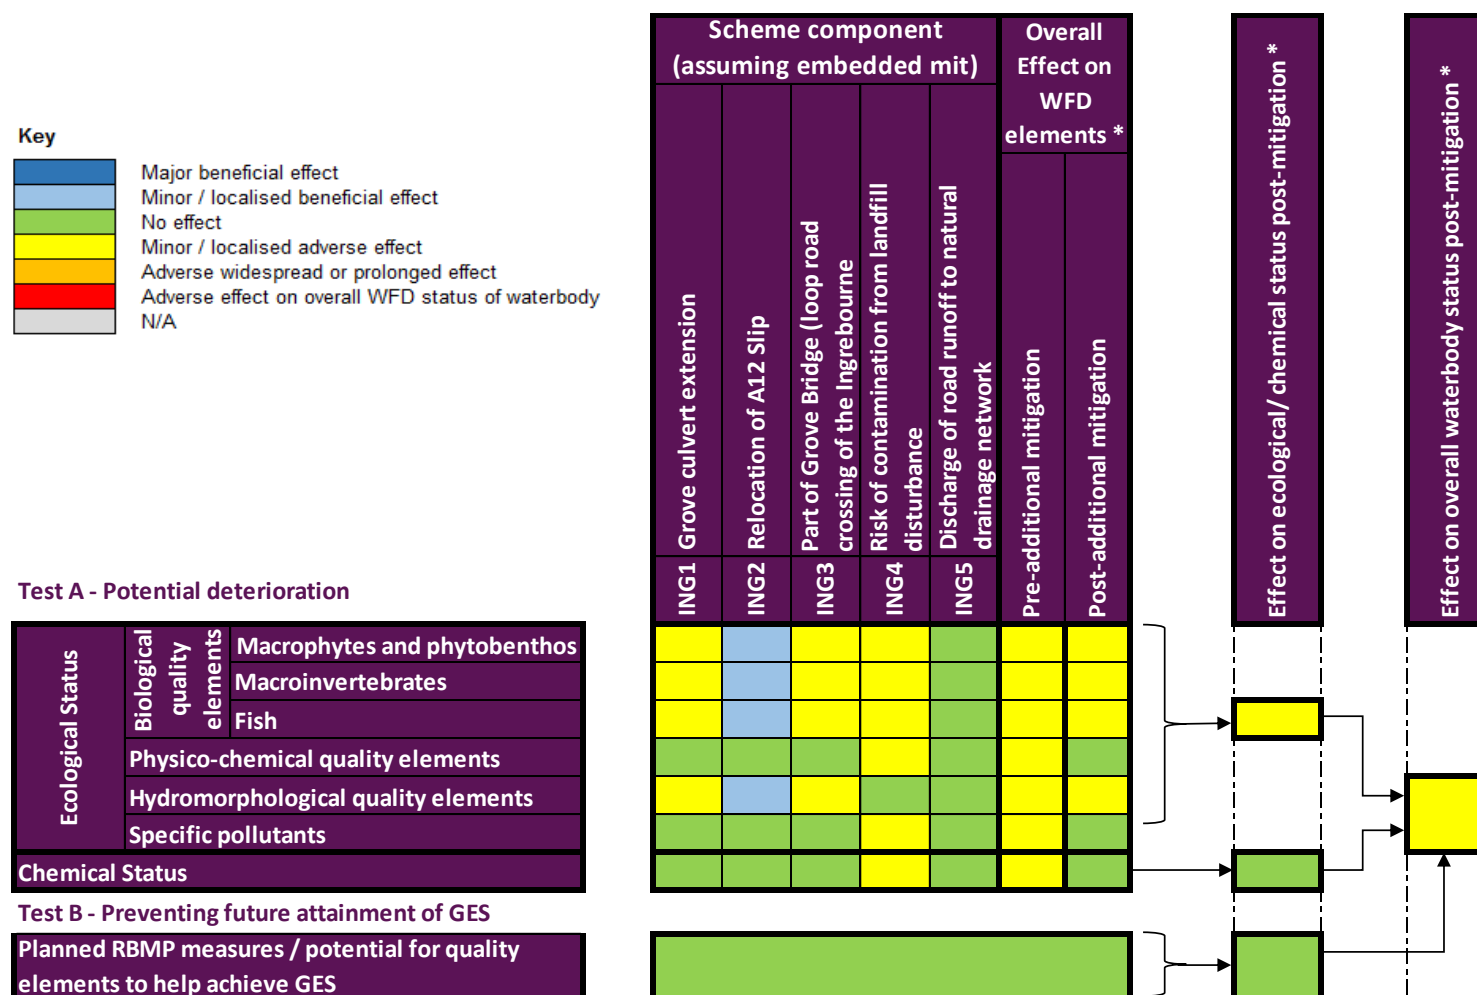 Scheme component
(assuming embedded mit)
Overall
Effect on
WFD
elements *
Effect on ecological/ chemical status post-mitigation *
Effect on overall waterbody status post-mitigation *
Key
Major beneficial effect
Minor / localised beneficial effect
No effect
Minor / localised adverse effect
Adverse widespread or prolonged effect
Adverse effect on overall WFD status of waterbody
N/A
Grove culvert extension
Relocation of A12 Slip
Part of Grove Bridge (loop road
crossing of the Ingrebourne
Risk of contamination from landfill
disturbance
Discharge of road runoff to natural
drainage network
Pre-additional mitigation
Post-additional mitigation
ING1
ING2
ING3
ING4
ING5
Test A - Potential deterioration
Ecological Status
Biological
quality
elements
Macrophytes and phytobenthos
Macroinvertebrates
Fish
Physico-chemical quality elements
Hydromorphological quality elements
Specific pollutants
Chemical Status
Test B - Preventing future attainment of GES
Planned RBMP measures / potential for quality
elements to help achieve GES